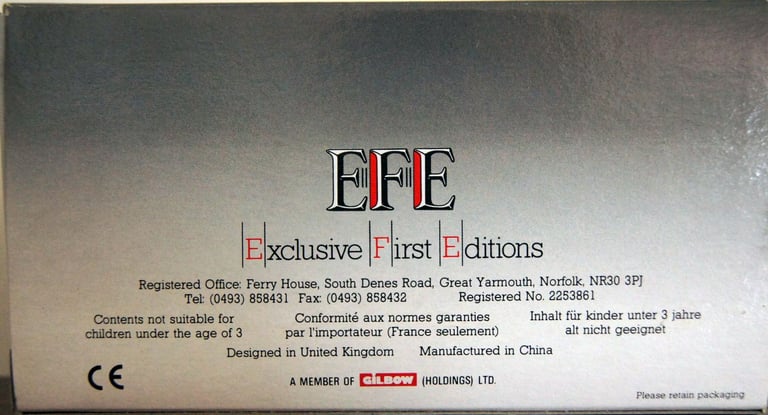 EFE
Exclusive First Editions
Registered Office: Ferry House, South Denes Road, Great Yarmouth, Norfolk, NR30 3PJ
Tel: (0493) 858431 Fax: (0493) 858432 Registered No. 2253861
Contents not suitable for
children under the age of 3
Conformité aux normes garanties
par l'importateur (France seulement)
Inhalt für kinder unter 3 jahre
alt nicht geeignet
Designed in United Kingdom Manufactured in China
CE
A MEMBER OF GILBOW (HOLDINGS) LTD.
Please retain packaging